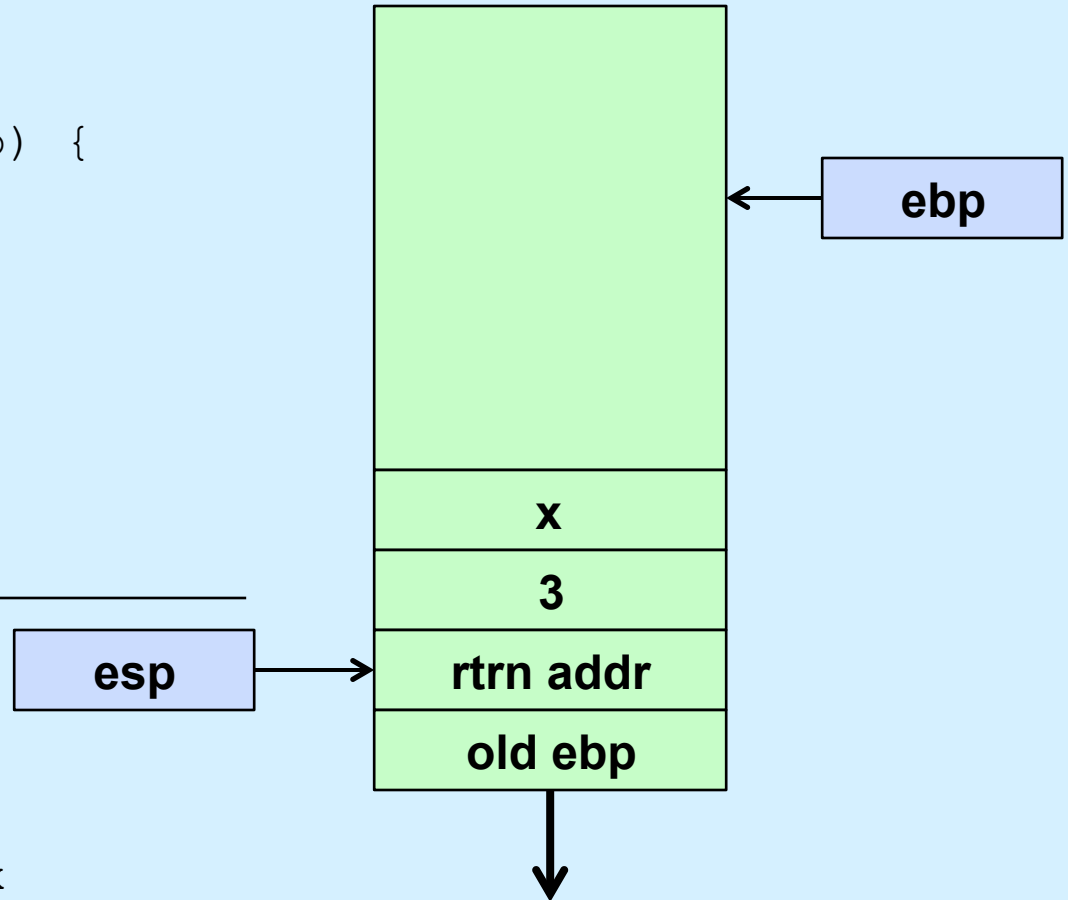 ) {
ebp
x
3
esp
rtrn addr
old ebp